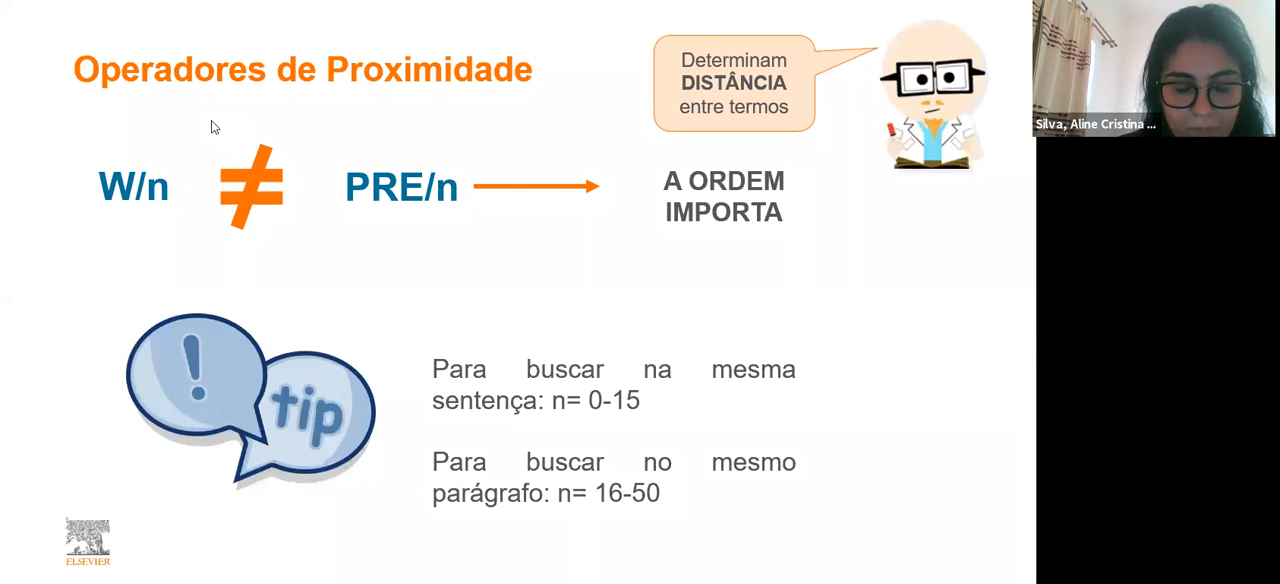 Operadores de Proximidade
Determinam
DISTÂNCIA
entre termos
W/n
≠
PRE/n
A ORDEM
IMPORTA
!
tip
Para buscar na mesma
sentença: n= 0-15
Para buscar no mesmo
parágrafo: n= 16-50
ELSEVIER
Silva, Aline Cristina ...